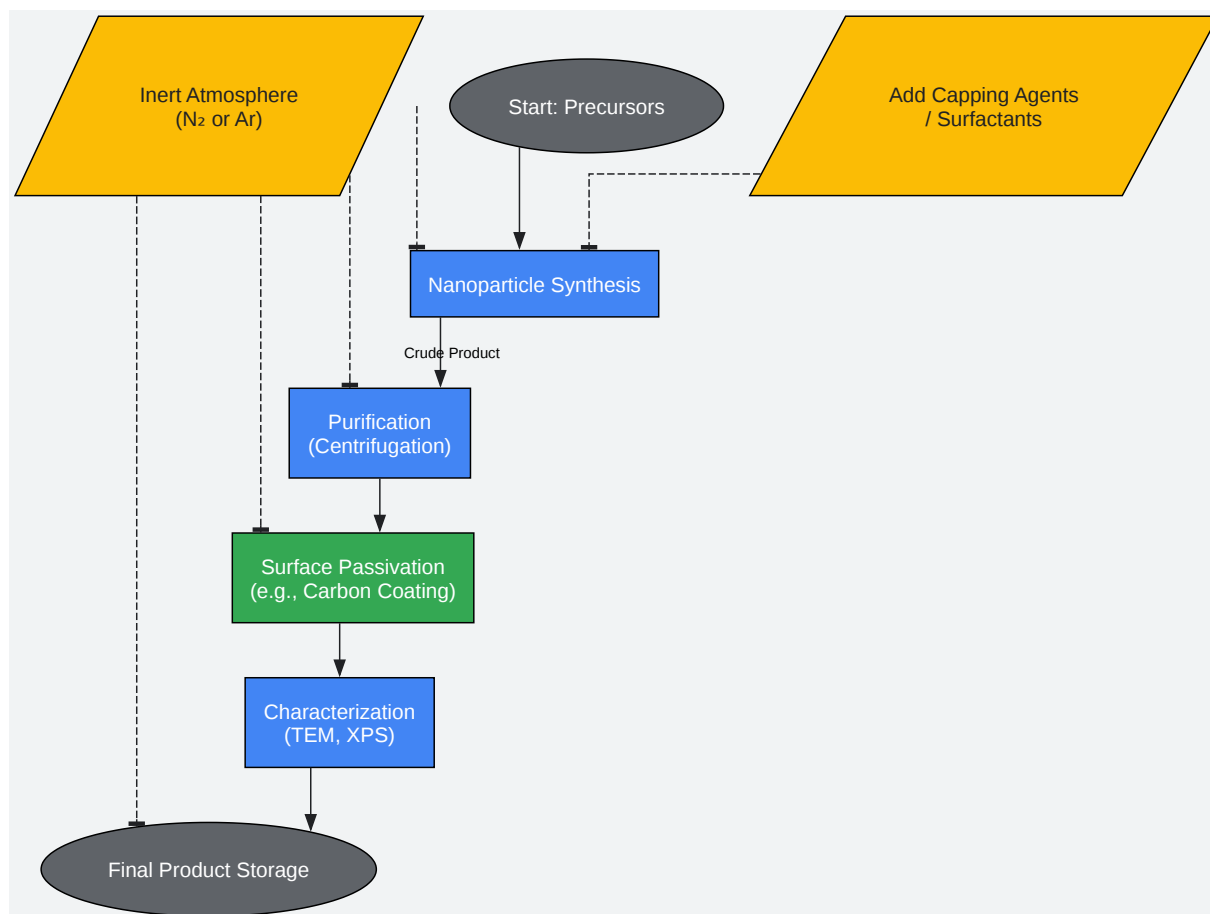 Inert Atmosphere
(N₂ or Ar)
Start: Precursors
Add Capping Agents
/ Surfactants
Nanoparticle Synthesis
Crude Product
Purification
(Centrifugation)
Surface Passivation
(e.g., Carbon Coating)
Characterization
(TEM, XPS)
Final Product Storage